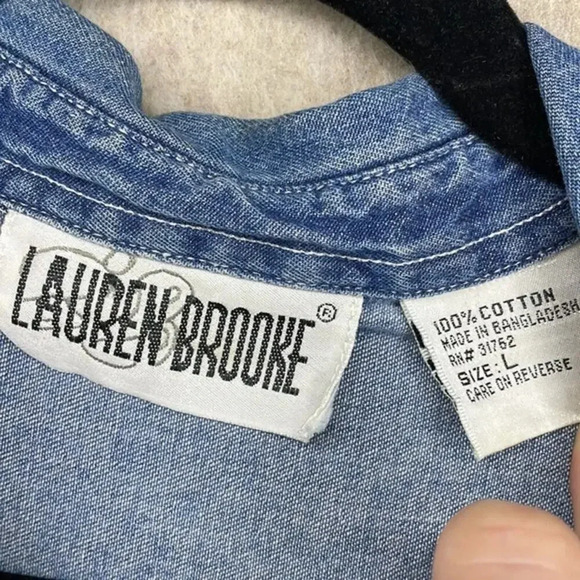 LAUREN BROOKE ®
100% COTTON
MADE IN BANGLADESH
RN# 31762
SIZE: L
CARE ON REVERSE